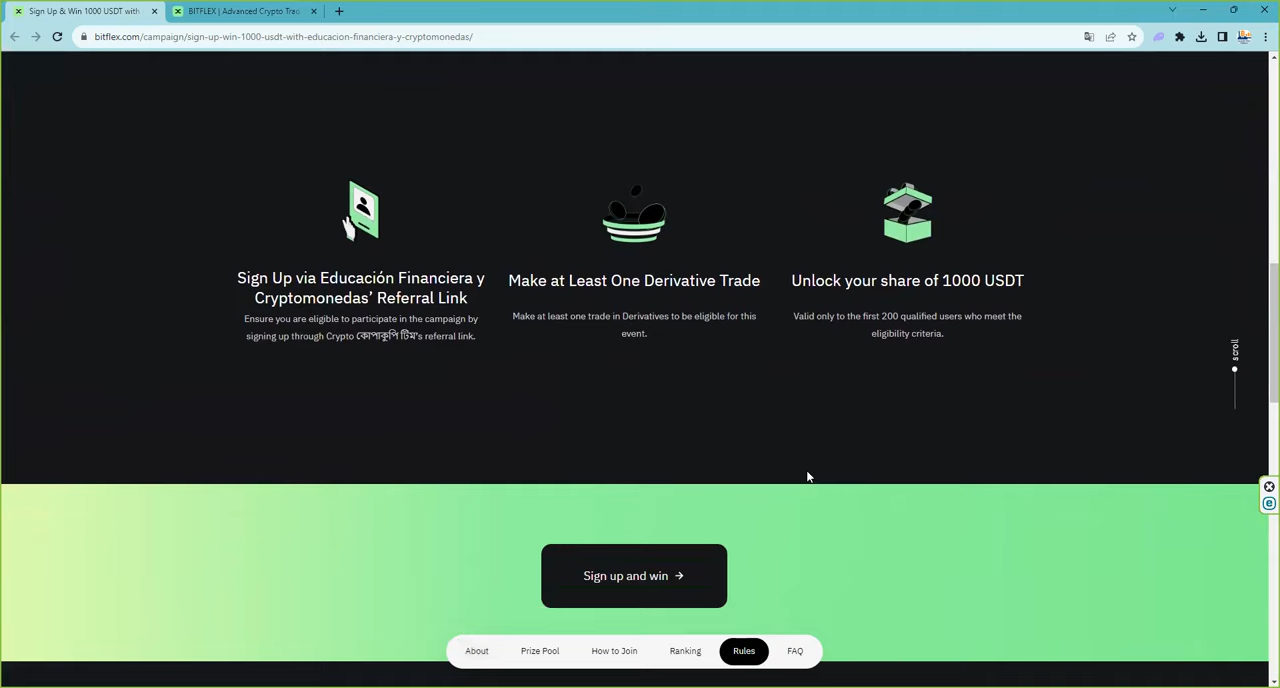 Sign Up & Win 1000 USDT with
BITFLEX | Advanced Crypto Trac
bitflex.com/campaign/sign-up-win-1000-usdt-with-educacion-financiera-y-cryptomonedas/
Sign Up via Educación Financiera y
Cryptomonedas’ Referral Link
Ensure you are eligible to participate in the campaign by
signing up through Crypto কোপাকুপি টিম's referral link.
Make at Least One Derivative Trade
Make at least one trade in Derivatives to be eligible for this
event.
Unlock your share of 1000 USDT
Valid only to the first 200 qualified users who meet the
eligibility criteria.
scroll
Sign up and win →
About
Prize Pool
How to Join
Ranking
Rules
FAQ